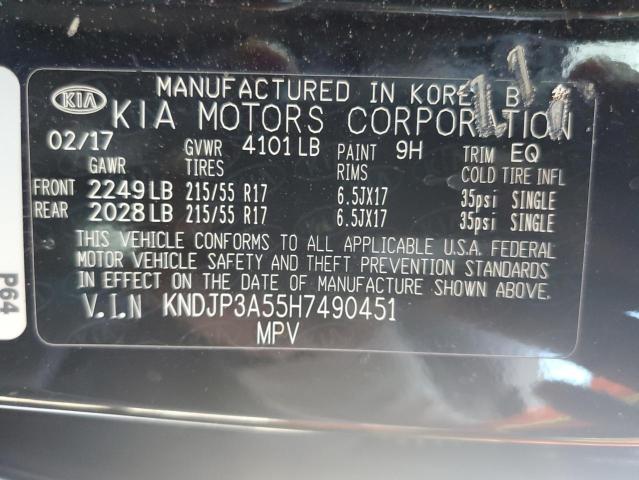 MANUFACTURED IN KOREA BY
KIA KIA MOTORS CORPORATION
02/17 GVWR 4101 LB PAINT 9H TRIM EQ
GAWR TIRES RIMS COLD TIRE INFL
FRONT 2249 LB 215/55 R17 6.5JX17 35psi SINGLE
REAR 2028 LB 215/55 R17 6.5JX17 35psi SINGLE
THIS VEHICLE CONFORMS TO ALL APPLICABLE U.S.A. FEDERAL
MOTOR VEHICLE SAFETY AND THEFT PREVENTION STANDARDS
IN EFFECT ON THE DATE OF MANUFACTURE SHOWN ABOVE.
V.I.N KNDJP3A55H7490451
MPV
P64